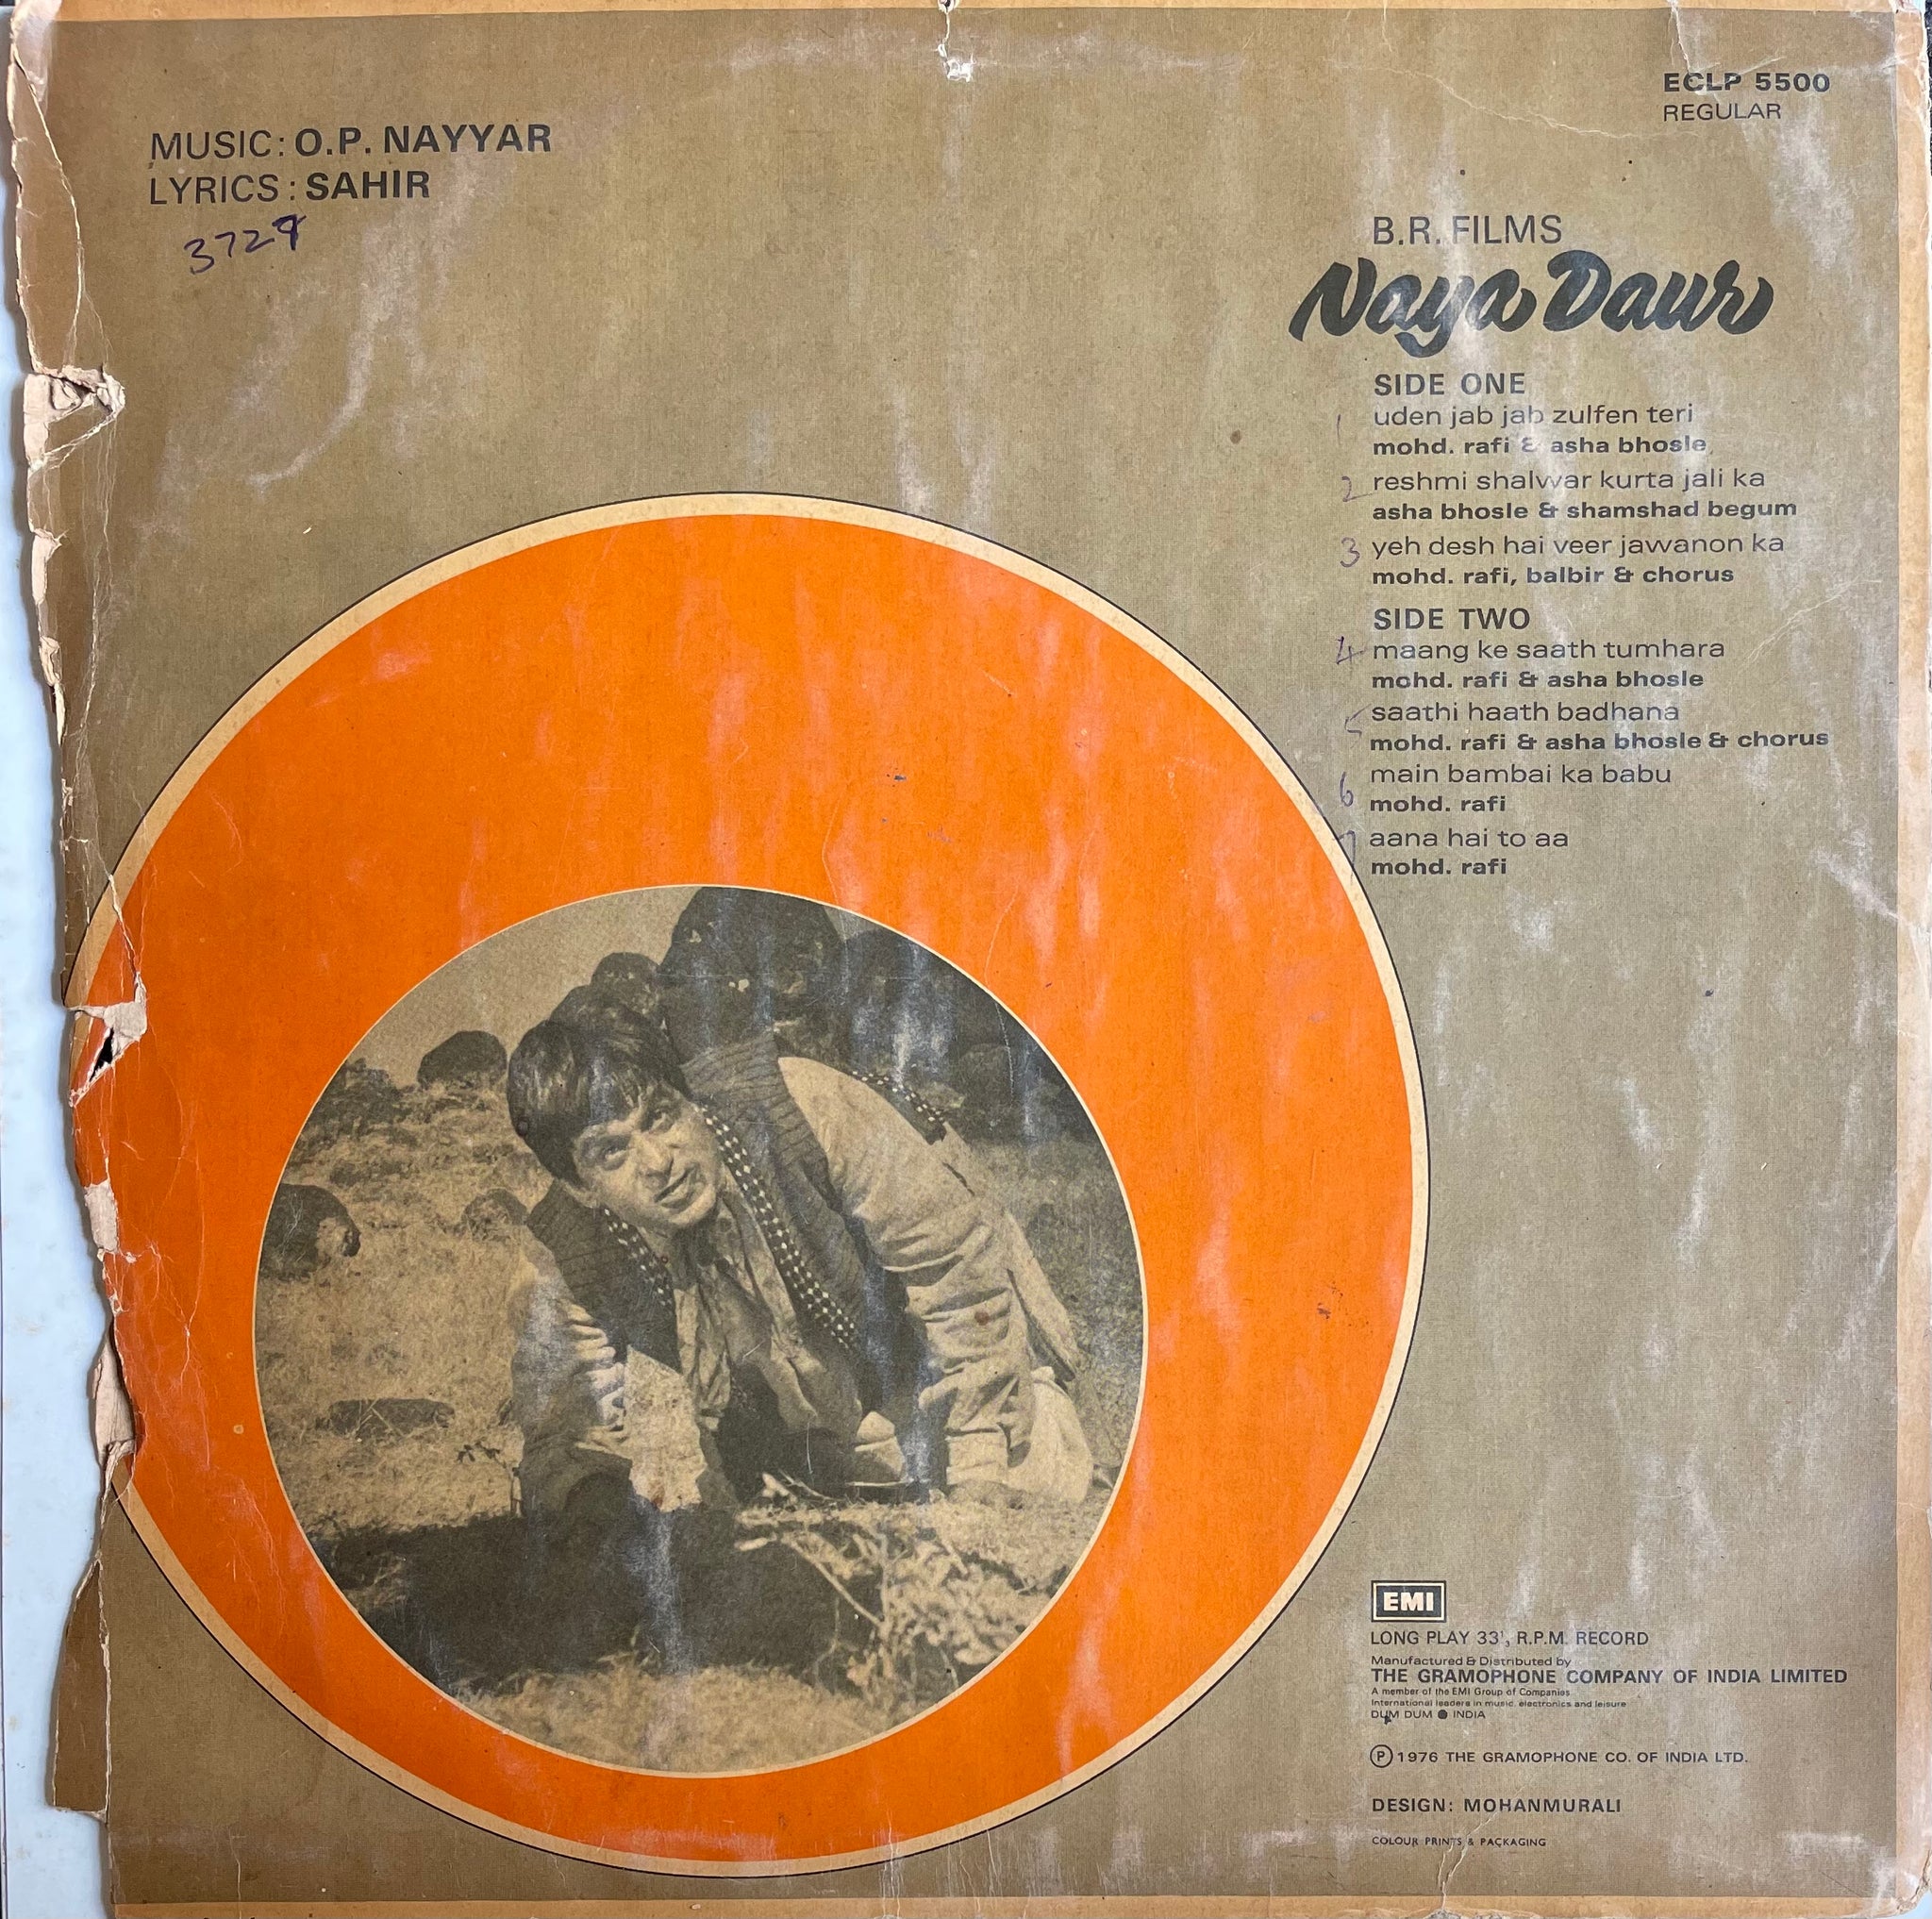 ECLP 5500
REGULAR
MUSIC: O.P. NAYYAR
LYRICS: SAHIR
B.R. FILMS
Naya Daur
SIDE ONE
1 uden jab jab zulfen teri
mohd. rafi & asha bhosle
2 reshmi shalwar kurta jali ka
asha bhosle & shamshad begum
3 yeh desh hai veer jawanon ka
mohd. rafi, balbir & chorus
SIDE TWO
4 maang ke saath tumhara
mohd. rafi & asha bhosle
5 saathi haath badhana
mohd. rafi & asha bhosle & chorus
6 main bambai ka babu
mohd. rafi
7 aana hai to aa
mohd. rafi
EMI
LONG PLAY 33⅓ R.P.M. RECORD
Manufactured & Distributed by
THE GRAMOPHONE COMPANY OF INDIA LIMITED
A member of the EMI Group of Companies
International leaders in music, electronics and leisure
DUM DUM ● INDIA
Ⓟ 1976 THE GRAMOPHONE CO. OF INDIA LTD.
DESIGN: MOHANMURALI
COLOUR PRINTS & PACKAGING